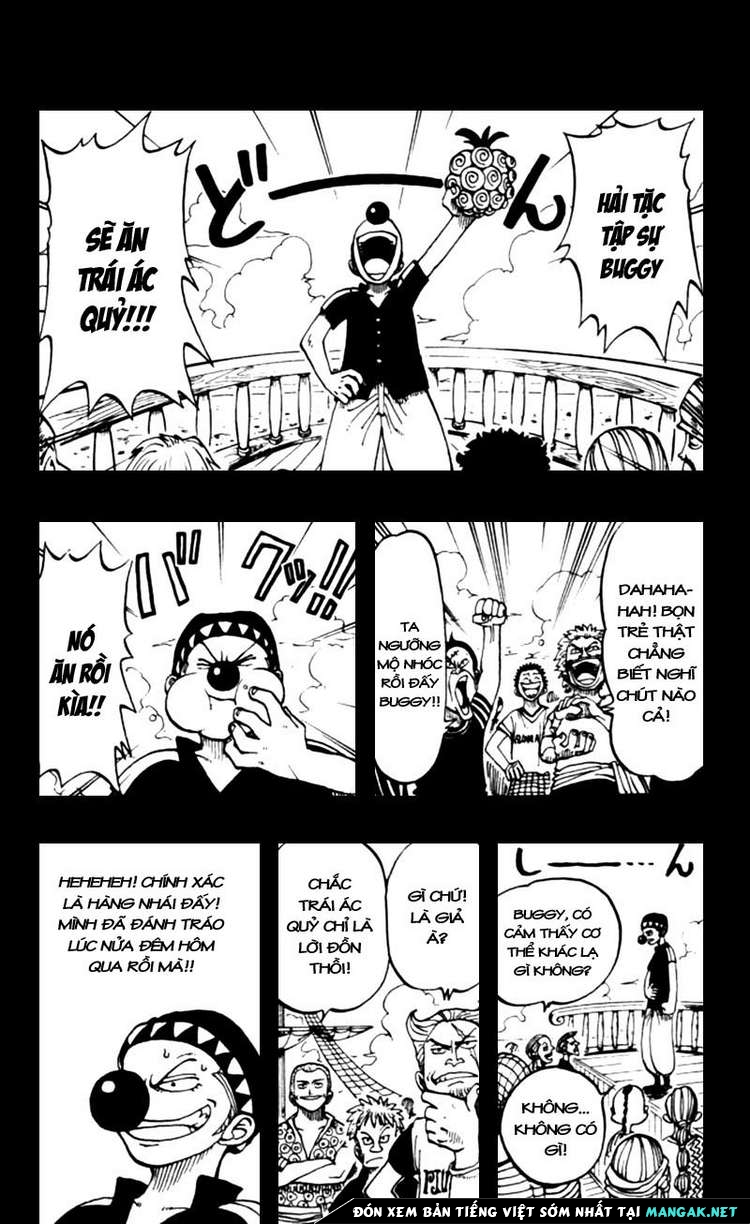 HẢI TẶC
TẬP SỰ
BUGGY
ど
ー
ん
SẼ ĂN
TRÁI ÁC
QUỶ!!!
DAHAHA-
HAH! BỌN
TRẺ THẬT
CHẲNG
BIẾT NGHĨ
CHÚT NÀO
CẢ!
TA
NGƯỠNG
MỘ NHÓC
RỒI ĐẤY
BUGGY!!
バクッ!!
NÓ
ĂN RỒI
KÌA!!
しーん
BUGGY, CÓ
CẢM THẤY CƠ
THỂ KHÁC LẠ
GÌ KHÔNG?
KHÔNG...
KHÔNG CÓ
GÌ!
GÌ CHỨ!
LÀ GIẢ
À?
CHẮC
TRÁI ÁC
QUỶ CHỈ LÀ
LỜI ĐỒN
THỔI!
HEHEHEH! CHÍNH XÁC
LÀ HÀNG NHÁI ĐẤY!
MÌNH ĐÃ ĐÁNH TRÁO
LÚC NỬA ĐÊM HÔM
QUA RỒI MÀ!!
ĐÓN XEM BẢN TIẾNG VIỆT SỚM NHẤT TẠI MANGAK.NET